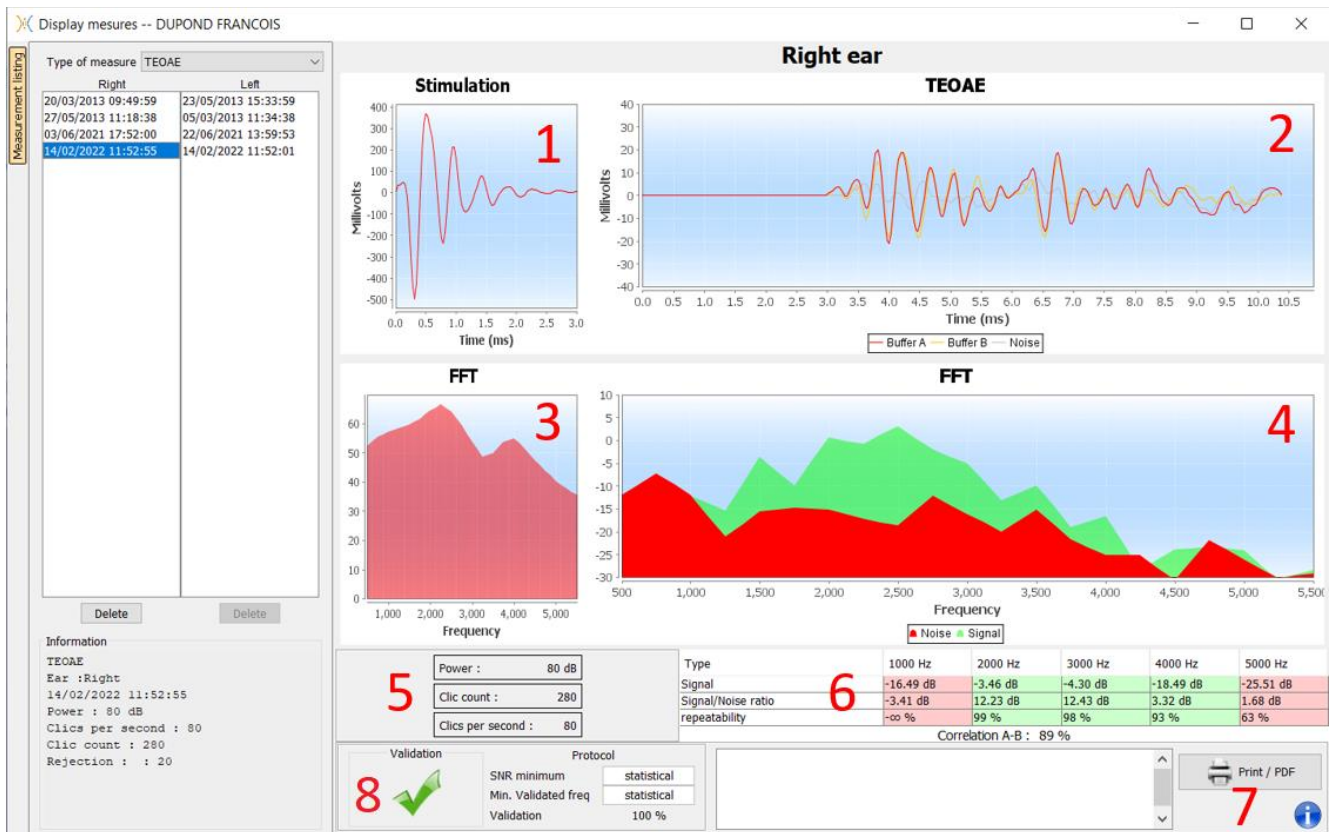 Display mesures -- DUPOND FRANCOIS
Measurement listing
Type of measure TEOAE
Right Left
20/03/2013 09:49:59 23/05/2013 15:33:59
27/05/2013 11:18:38 05/03/2013 11:34:38
03/06/2021 17:52:00 22/06/2021 13:59:53
14/02/2022 11:52:55 14/02/2022 11:52:01
Delete Delete
Information
TEOAE
Ear :Right
14/02/2022 11:52:55
Power : 80 dB
Clics per second : 80
Clic count : 280
Rejection : : 20
Right ear
Stimulation
1
400
300
200
100
0
-100
-200
-300
-400
-500
Millivolts
0.0 0.5 1.0 1.5 2.0 2.5 3.0
Time (ms)
TEOAE
2
40
30
20
10
0
-10
-20
-30
-40
Millivolts
0.0 0.5 1.0 1.5 2.0 2.5 3.0 3.5 4.0 4.5 5.0 5.5 6.0 6.5 7.0 7.5 8.0 8.5 9.0 9.5 10.0 10.5
Time (ms)
Buffer A Buffer B Noise
FFT
3
60
50
40
30
20
10
0
1,000 2,000 3,000 4,000 5,000
Frequency
FFT
4
10
5
0
-5
-10
-15
-20
-25
-30
500 1,000 1,500 2,000 2,500 3,000 3,500 4,000 4,500 5,000 5,500
Frequency
Noise Signal
5
Power : 80 dB
Clic count : 280
Clics per second : 80
6
Type 1000 Hz 2000 Hz 3000 Hz 4000 Hz 5000 Hz
Signal -16.49 dB -3.46 dB -4.30 dB -18.49 dB -25.51 dB
Signal/Noise ratio -3.41 dB 12.23 dB 12.43 dB 3.32 dB 1.68 dB
repeatability -∞ % 99 % 98 % 93 % 63 %
Correlation A-B : 89 %
8
Validation
Protocol
SNR minimum statistical
Min. Validated freq statistical
Validation 100 %
Print / PDF
7
i